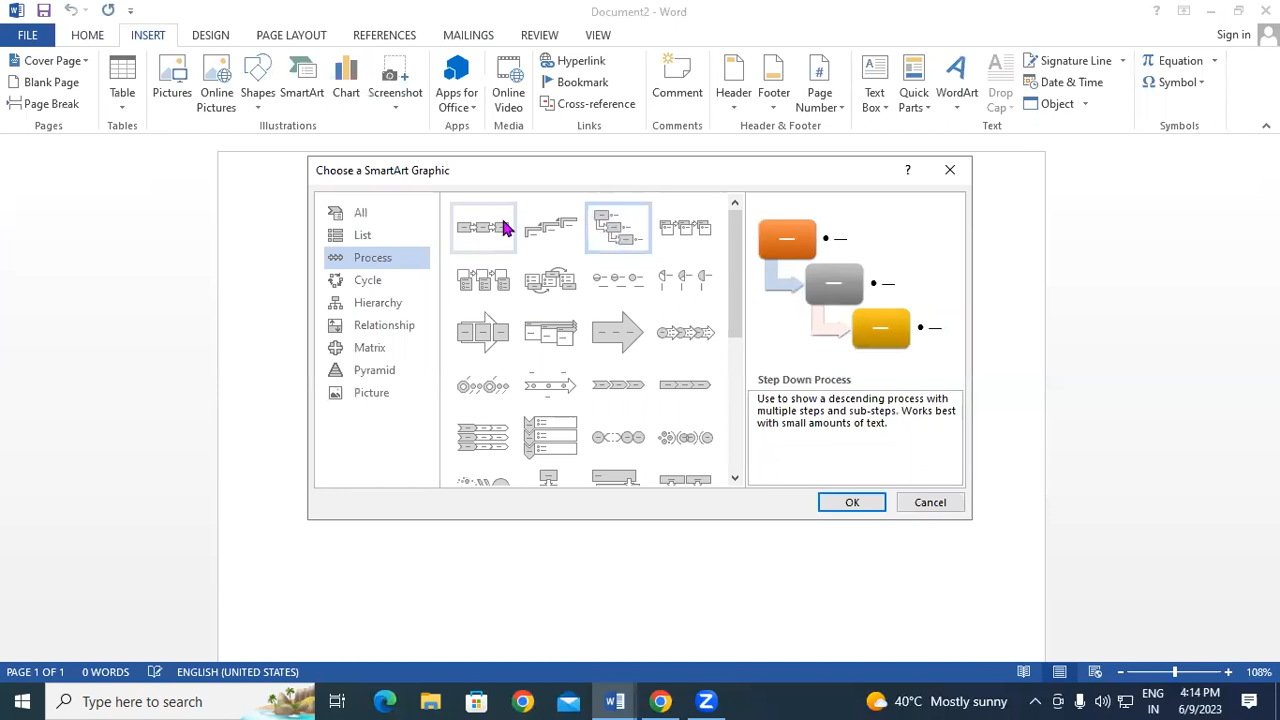 Document2 - Word
FILE HOME INSERT DESIGN PAGE LAYOUT REFERENCES MAILINGS REVIEW VIEW Sign in
Cover Page
Blank Page
Page Break
Pages
Table
Tables
Pictures
Online Pictures
Shapes
SmartArt
Chart
Screenshot
Illustrations
Apps for Office
Apps
Online Video
Media
Hyperlink
Bookmark
Cross-reference
Links
Comment
Comments
Header
Footer
Page Number
Header & Footer
Text Box
Quick Parts
WordArt
Drop Cap
Signature Line
Date & Time
Object
Text
Equation
Symbol
Symbols
Choose a SmartArt Graphic
All
List
Process
Cycle
Hierarchy
Relationship
Matrix
Pyramid
Picture
Step Down Process
Use to show a descending process with
multiple steps and sub-steps. Works best
with small amounts of text.
OK Cancel
PAGE 1 OF 1 0 WORDS ENGLISH (UNITED STATES) 108%
Type here to search
40°C Mostly sunny
ENG
IN
4:14 PM
6/9/2023